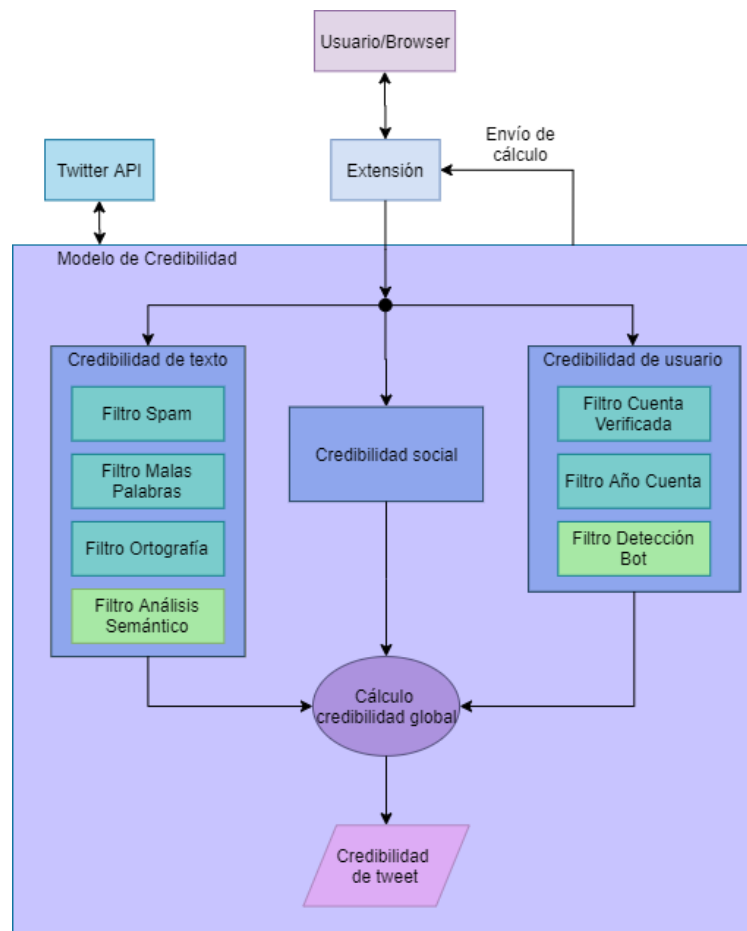 Usuario/Browser
Envío de
cálculo
Twitter API
Extensión
Modelo de Credibilidad
Credibilidad de texto
Filtro Spam
Filtro Malas
Palabras
Filtro Ortografía
Filtro Análisis
Semántico
Credibilidad social
Credibilidad de usuario
Filtro Cuenta
Verificada
Filtro Año Cuenta
Filtro Detección
Bot
Cálculo
credibilidad global
Credibilidad
de tweet